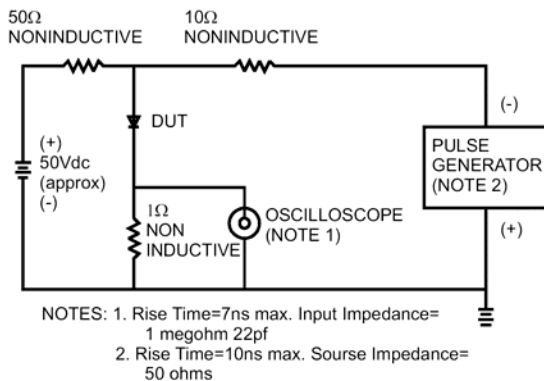 50Ω
NONINDUCTIVE
10Ω
NONINDUCTIVE
(+)
50Vdc
(approx)
(-)
DUT
1Ω
NON
INDUCTIVE
OSCILLOSCOPE
(NOTE 1)
(-)
PULSE
GENERATOR
(NOTE 2)
(+)
NOTES: 1. Rise Time=7ns max. Input Impedance=
1 megohm 22pf
2. Rise Time=10ns max. Sourse Impedance=
50 ohms